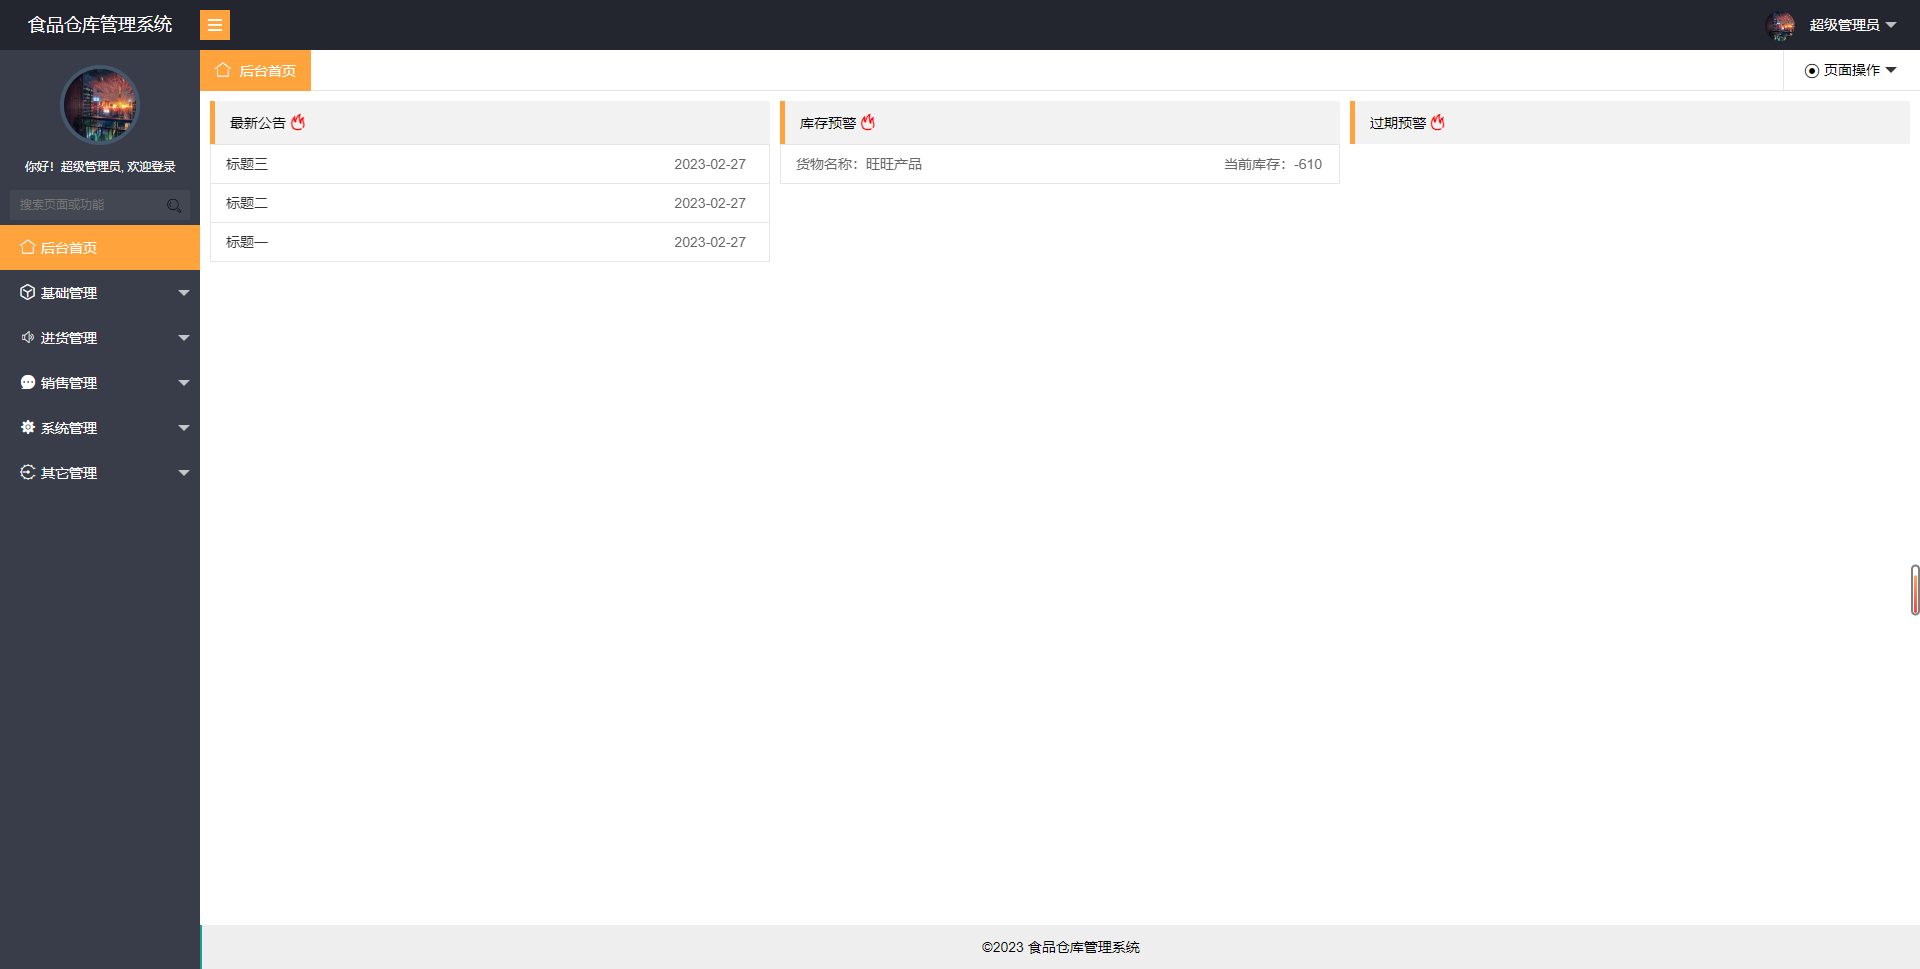 食品仓库管理系统
超级管理员
你好！超级管理员, 欢迎登录
搜索页面或功能
后台首页
基础管理
进货管理
销售管理
系统管理
其它管理
后台首页
页面操作
最新公告
标题三 2023-02-27
标题二 2023-02-27
标题一 2023-02-27
库存预警
货物名称：旺旺产品 当前库存：-610
过期预警
©2023 食品仓库管理系统